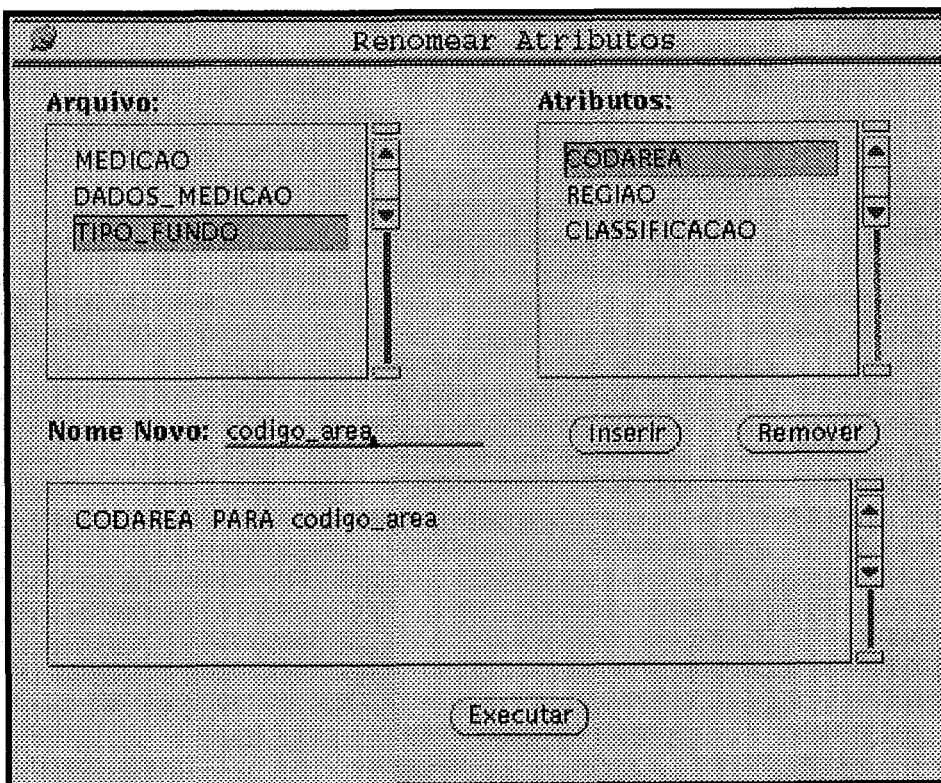 Renomear Atributos
Arquivo:
Atributos:
MEDICAO
DADOS_MEDICAO
TIPO_FUNDO
CODAREA
REGIAO
CLASSIFICACAO
Nome Novo: codigo_area
Inserir
Remover
CODAREA PARA codigo_area
Executar